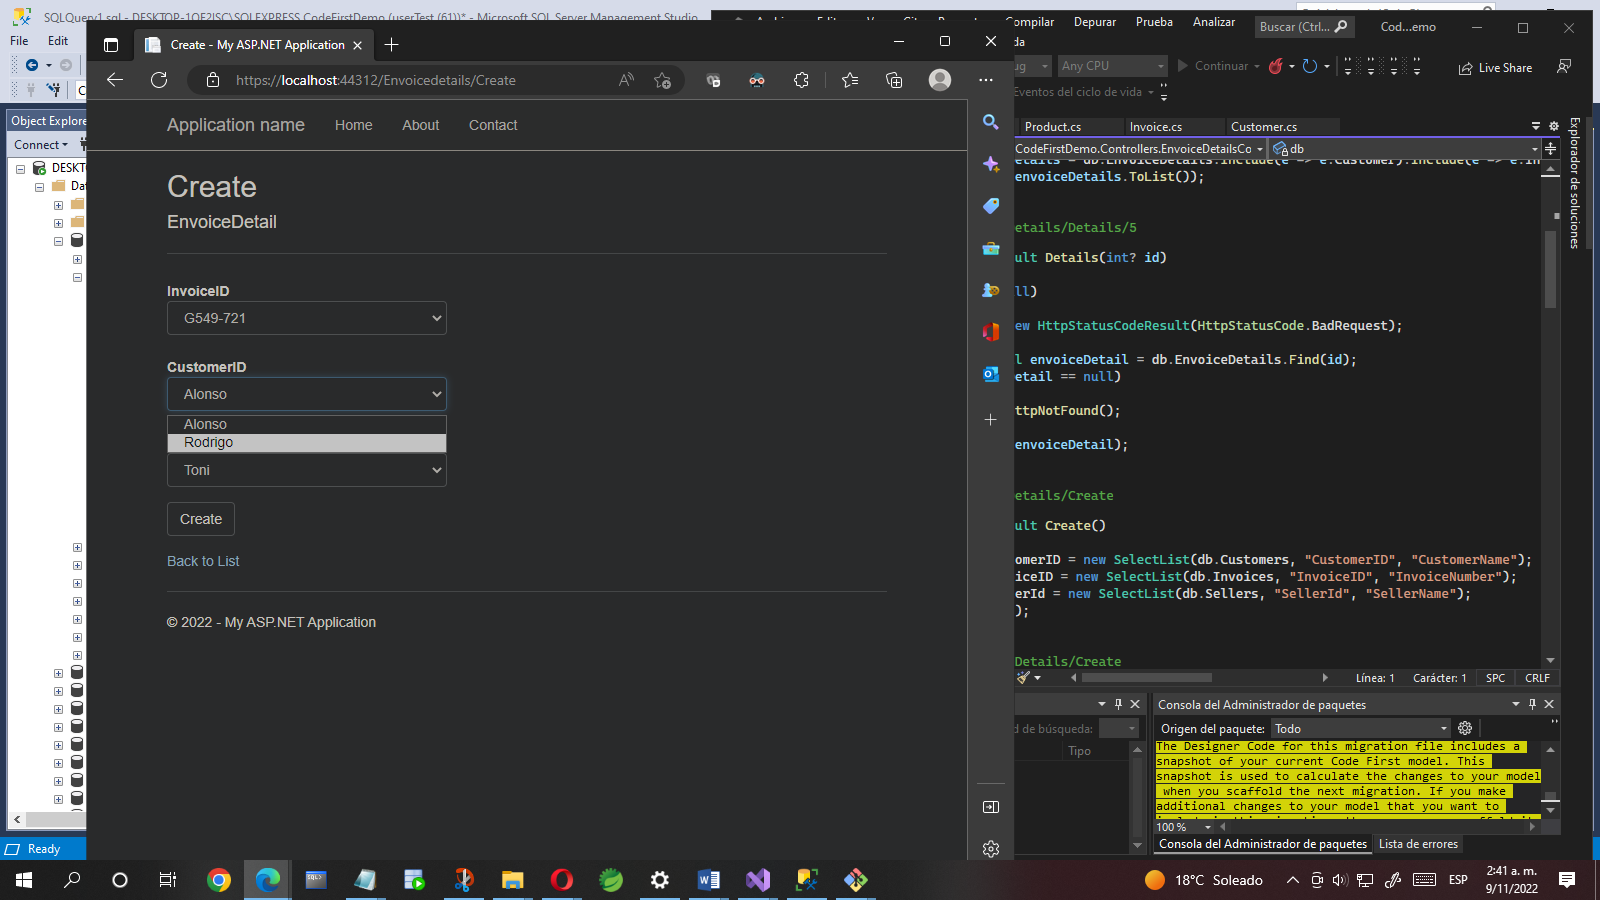 SQLQuery1.sql - DESKTOP-1OF2ISC\SQLEXPRESS.CodeFirstDemo (userTest (61))* - Microsoft SQL Server Management Studio
File Edit
Connect
Object Explore
DESKT
Dat
Ready
Create - My ASP.NET Application
https://localhost:44312/Envoicedetails/Create
Application name Home About Contact
Create
EnvoiceDetail
InvoiceID
G549-721
CustomerID
Alonso
Alonso
Rodrigo
Toni
Create
Back to List
© 2022 - My ASP.NET Application
Compilar Depurar Prueba Analizar Buscar (Ctrl... Cod...emo
da
Any CPU Continuar Live Share
Eventos del ciclo de vida
Product.cs Invoice.cs Customer.cs
CodeFirstDemo.Controllers.EnvoiceDetailsCo db
etails = db.EnvoiceDetails.Include(e => e.Customer).Include(e => e.In
envoiceDetails.ToList());
etails/Details/5
ult Details(int? id)
ll)
ew HttpStatusCodeResult(HttpStatusCode.BadRequest);
l envoiceDetail = db.EnvoiceDetails.Find(id);
etail == null)
ttpNotFound();
envoiceDetail);
etails/Create
ult Create()
omerID = new SelectList(db.Customers, "CustomerID", "CustomerName");
iceID = new SelectList(db.Invoices, "InvoiceID", "InvoiceNumber");
erId = new SelectList(db.Sellers, "SellerId", "SellerName");
);
Details/Create
Línea: 1 Carácter: 1 SPC CRLF
Explorador de soluciones
d de búsqueda:
Tipo
Consola del Administrador de paquetes
Origen del paquete: Todo
The Designer Code for this migration file includes a
snapshot of your current Code First model. This
snapshot is used to calculate the changes to your model
when you scaffold the next migration. If you make
additional changes to your model that you want to
100 %
Consola del Administrador de paquetes Lista de errores
18°C Soleado ESP 2:41 a. m.
9/11/2022